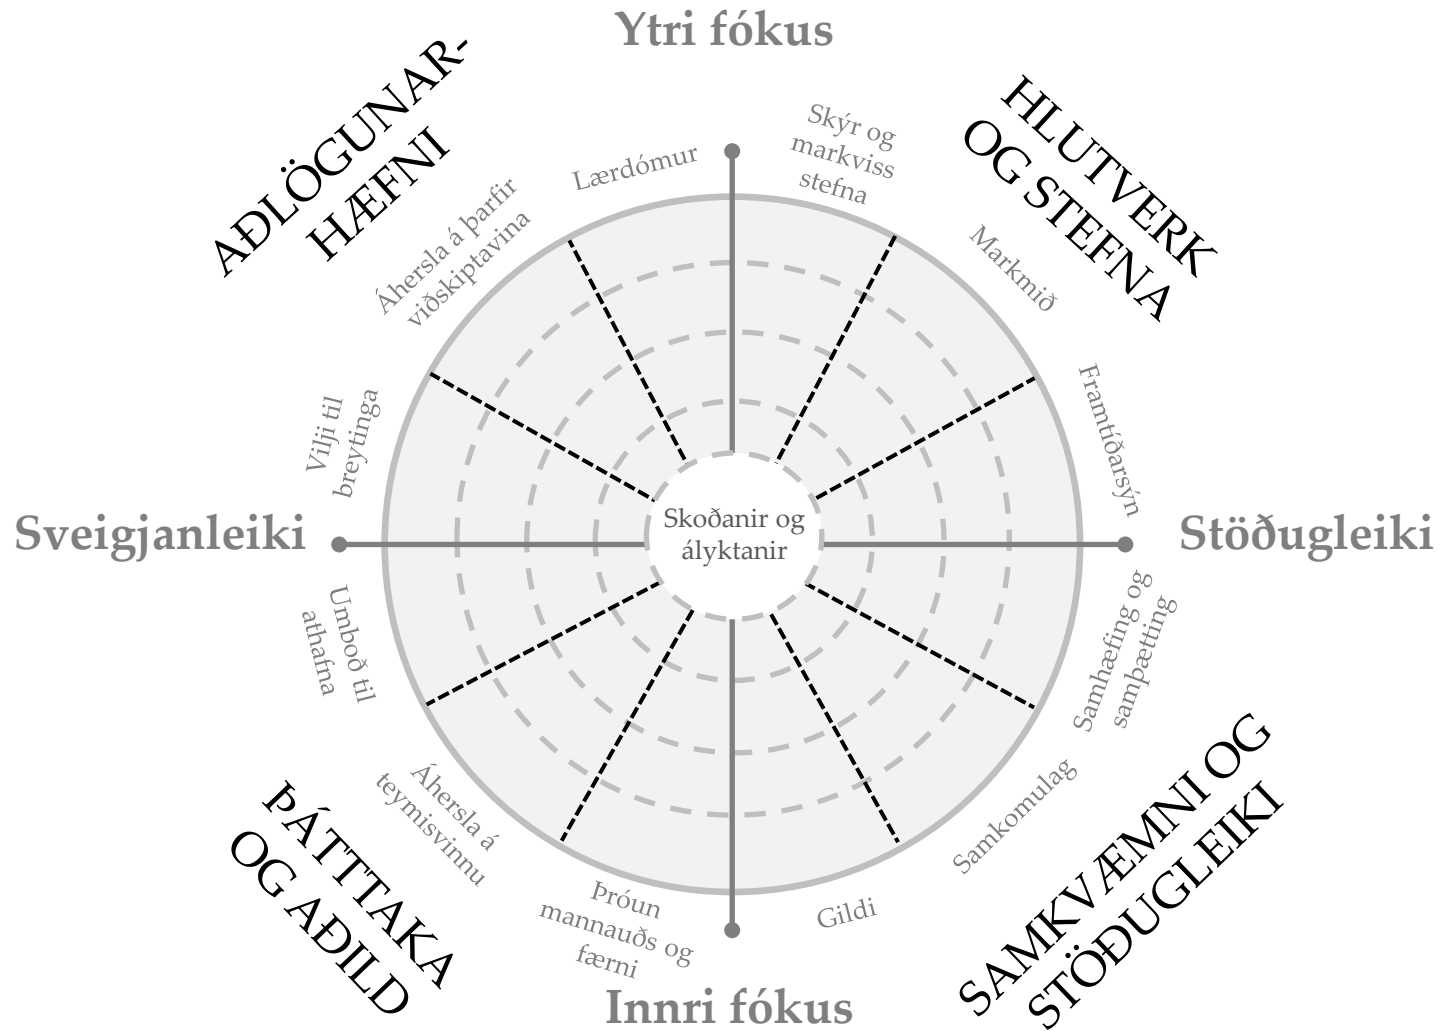 Ytri fókus
AÐLÖGUNAR-
HÆFNI
HLUTVERK
OG STEFNA
Lærdómur
Skýr og
markviss
stefna
Áhersla á þarfir
viðskiptavina
Markmið
Vilji til
breytinga
Framtíðarsýn
Sveigjanleiki
Skoðanir og
ályktanir
Stöðugleiki
Umboð til
athafna
Samhæfing og
samþætting
Áhersla á
teymisvinnu
Samkomulag
Þróun
mannauðs og
færni
Gildi
ÞÁTTTAKA
OG AÐILD
SAMKVÆMNI OG
STÖÐUGLEIKI
Innri fókus